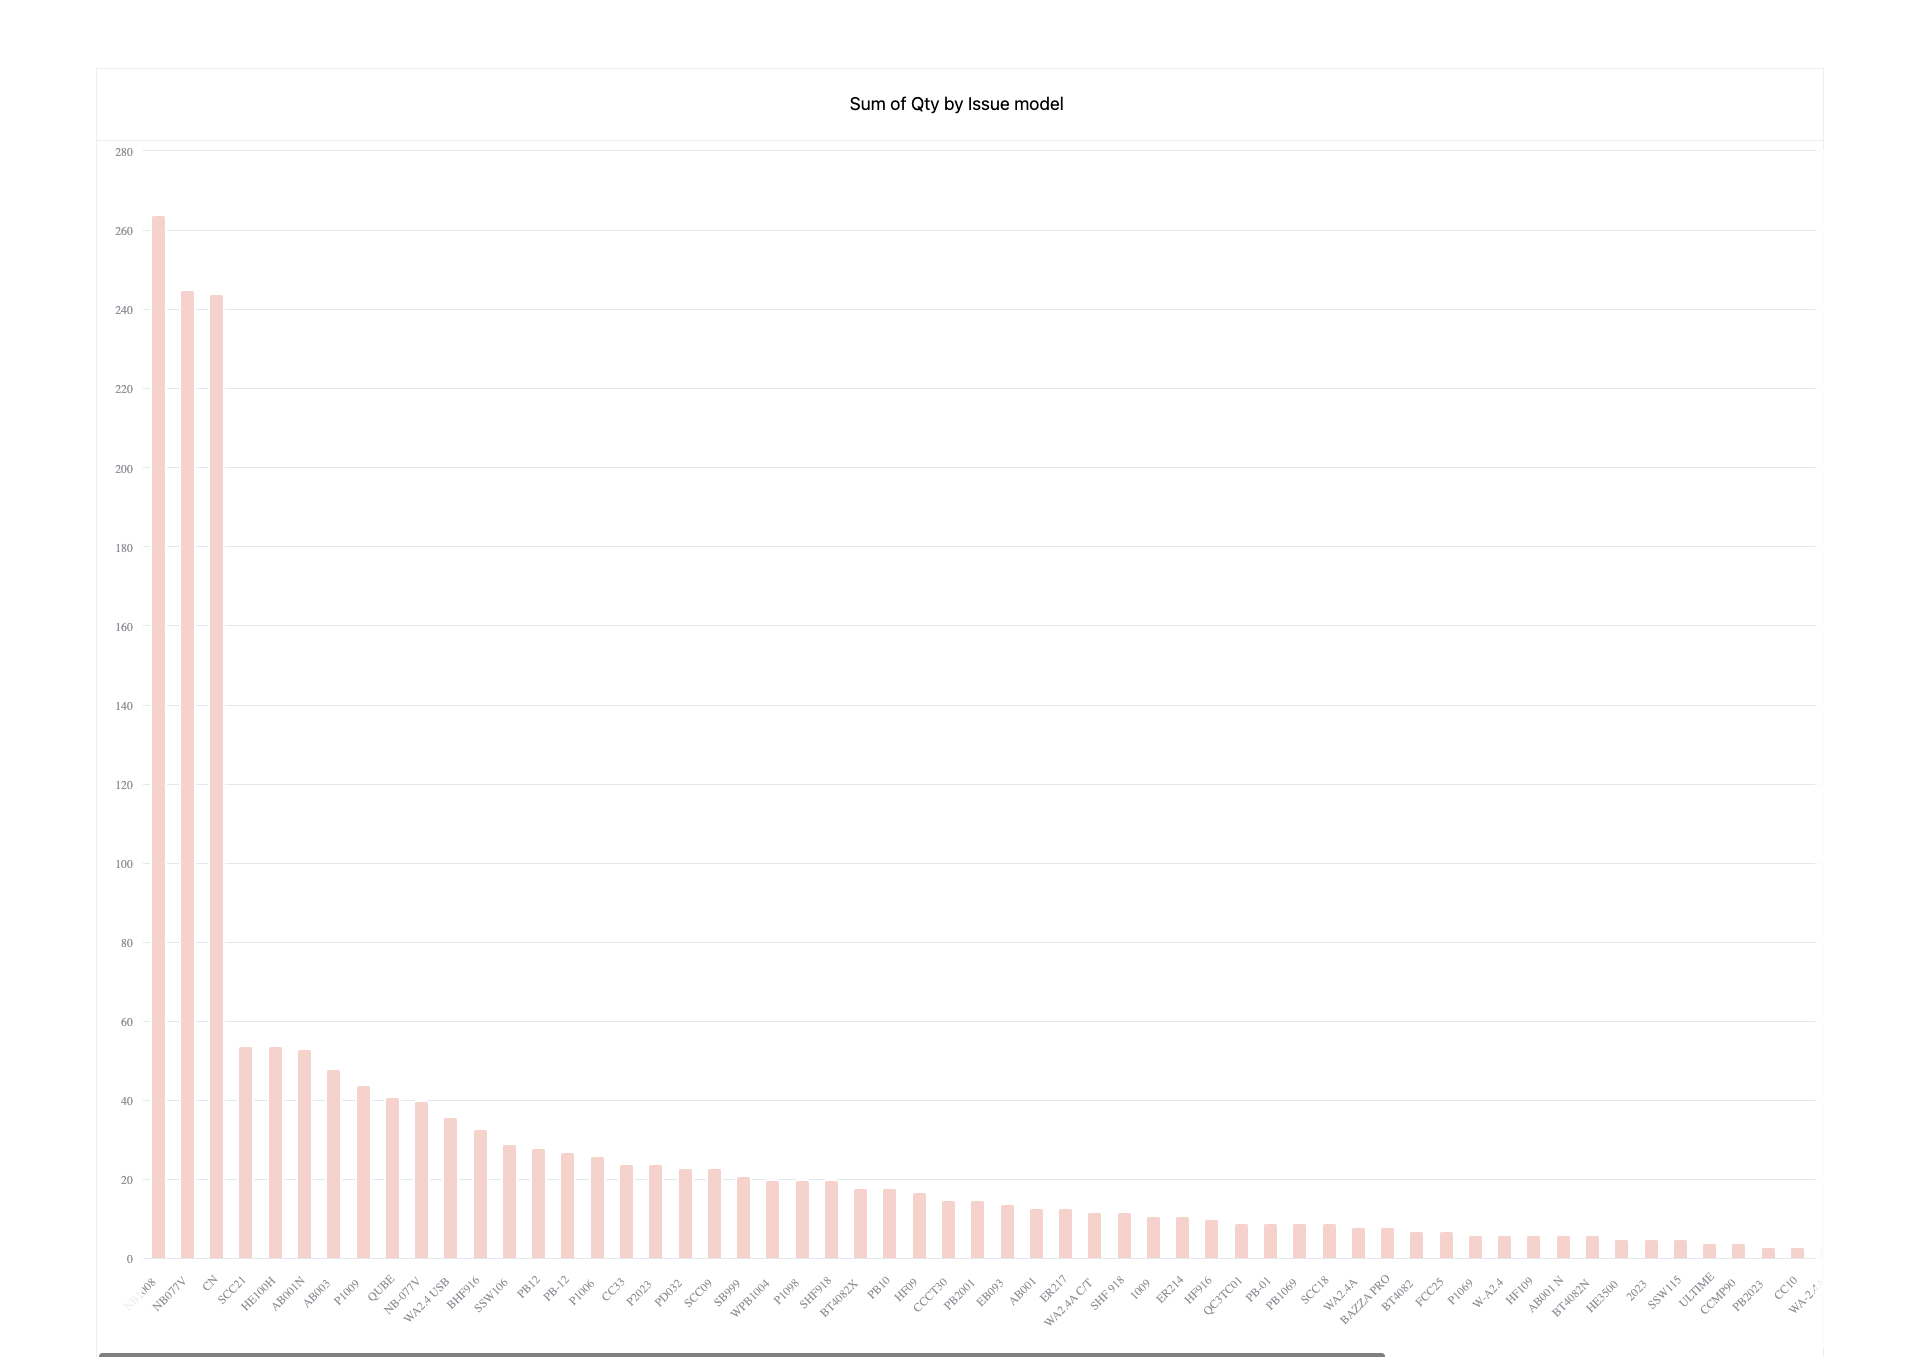 Sum of Qty by Issue model
280
260
240
220
200
180
160
140
120
100
80
60
40
20
0
NB077V
CN
SCC21
HE100H
AB001N
AB003
P1009
QUBE
NB-077V
WA2.4 USB
BHF916
SSW106
PB12
PB-12
P1006
CC33
P2023
PD032
SCC09
SB999
WPB1004
P1098
SHF918
BT4082X
PB10
HF09
CCCT30
PB2001
EB093
AB001
ER217
WA2.4A C/T
SHF 918
1009
ER214
HF916
QC3TC01
PB-01
PB1069
SCC18
WA2.4A
BAZZA PRO
BT4082
FCC25
P1069
W-A2.4
HF109
AB001 N
BT4082N
HE3500
2023
SSW115
ULTIME
CCMP90
PB2023
CC10